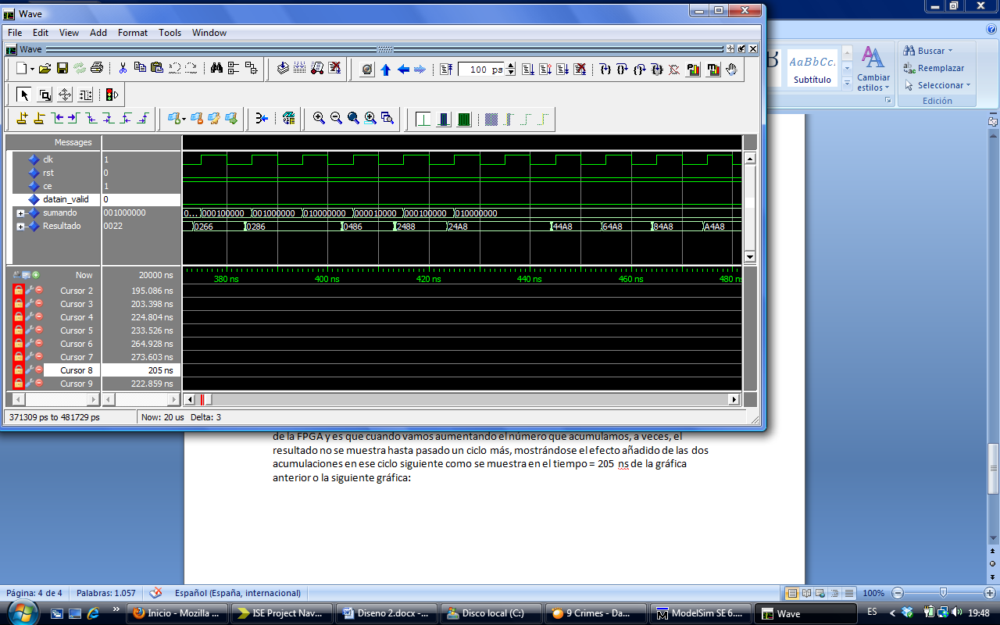 Wave
File Edit View Add Format Tools Window
Wave
100 ps
Messages
clk 1
rst 0
ce 1
datain_valid 0
sumando 001000000 0... 000100000 001000000 010000000 000010000 000100000 010000000
Resultado 0022 0266 0286 0486 2488 24A8 44A8 64A8 84A8 A4A8
Now 20000 ns 380 ns 400 ns 420 ns 440 ns 460 ns 480 n
Cursor 2 195.086 ns
Cursor 3 203.398 ns
Cursor 4 224.804 ns
Cursor 5 233.526 ns
Cursor 6 264.928 ns
Cursor 7 273.603 ns
Cursor 8 205 ns
Cursor 9 222.859 ns
371309 ps to 481729 ps Now: 20 us Delta: 3
AaBbCc.
Subtítulo
Cambiar
estilos
Buscar
Reemplazar
Seleccionar
Edición
de la FPGA y es que cuando vamos aumentando el número que acumulamos, a veces, el
resultado no se muestra hasta pasado un ciclo más, mostrándose el efecto añadido de las dos
acumulaciones en ese ciclo siguiente como se muestra en el tiempo = 205 ns de la gráfica
anterior o la siguiente gráfica:
Página: 4 de 4 Palabras: 1.057 Español (España, internacional) 100%
Inicio - Mozilla ... ISE Project Nav... Diseno 2.docx -... Disco local (C:) 9 Crimes - Da... ModelSim SE 6.... Wave ES 19:48